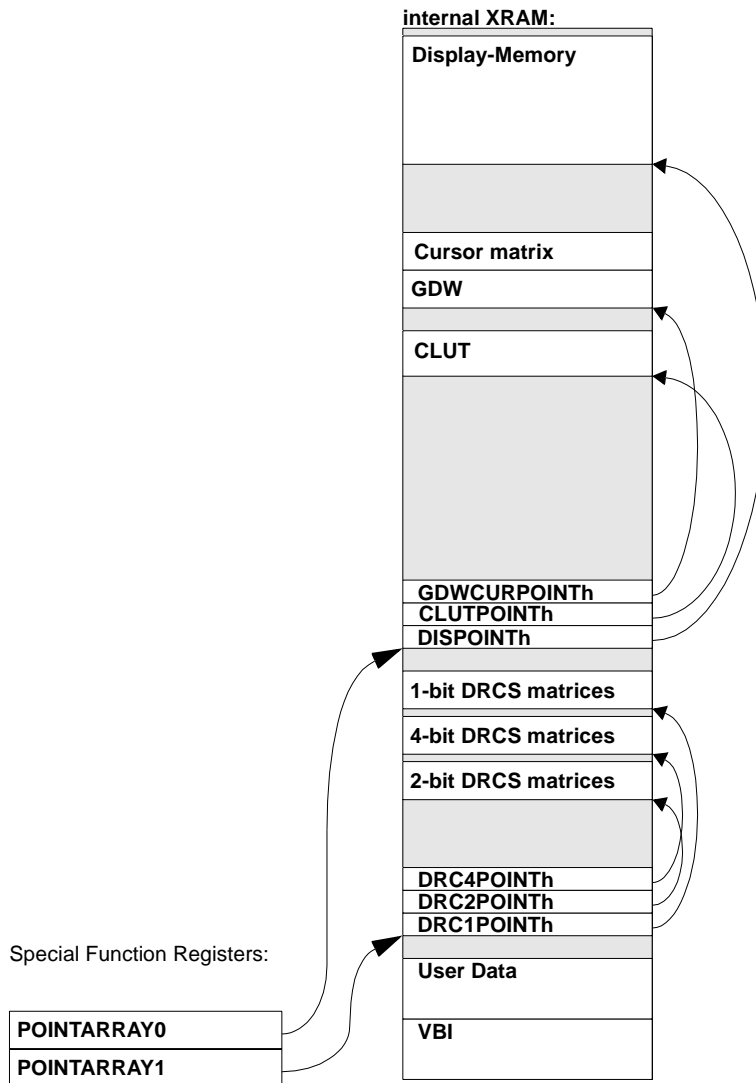 internal XRAM:
Display-Memory
Cursor matrix
GDW
CLUT
GDWCURPOINTh
CLUTPOINTh
DISPOINTh
1-bit DRCS matrices
4-bit DRCS matrices
2-bit DRCS matrices
DRC4POINTh
DRC2POINTh
DRC1POINTh
User Data
VBI
Special Function Registers:
POINTARRAY0
POINTARRAY1